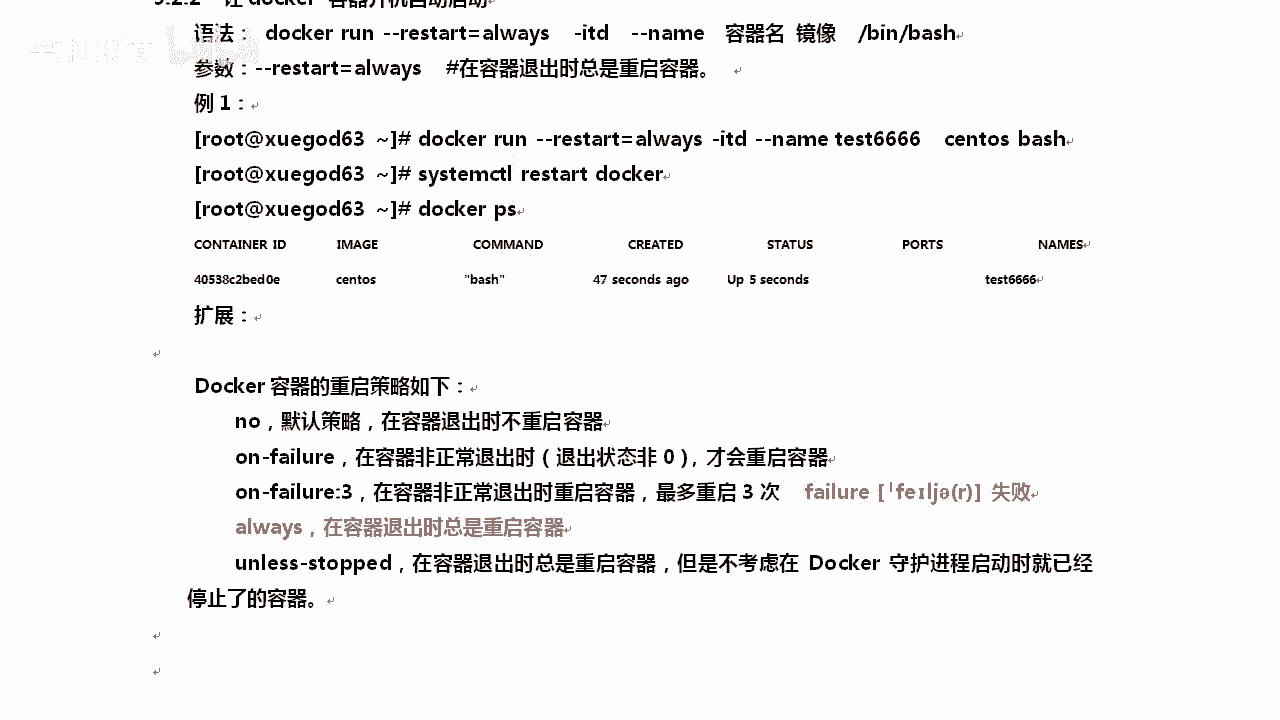 让 docker 容器开机自动启动
语法： docker run --restart=always -itd --name 容器名 镜像 /bin/bash
参数：--restart=always #在容器退出时总是重启容器。
例 1：
[root@xuegod63 ~]# docker run --restart=always -itd --name test6666 centos bash
[root@xuegod63 ~]# systemctl restart docker
[root@xuegod63 ~]# docker ps
CONTAINER ID IMAGE COMMAND CREATED STATUS PORTS NAMES
40538c2bed0e centos "bash" 47 seconds ago Up 5 seconds test6666
扩展：
Docker 容器的重启策略如下：
no，默认策略，在容器退出时不重启容器
on-failure，在容器非正常退出时（退出状态非 0），才会重启容器
on-failure:3，在容器非正常退出时重启容器，最多重启 3 次 failure [ˈfeɪljə(r)] 失败
always，在容器退出时总是重启容器
unless-stopped，在容器退出时总是重启容器，但是不考虑在 Docker 守护进程启动时就已经
停止了的容器。